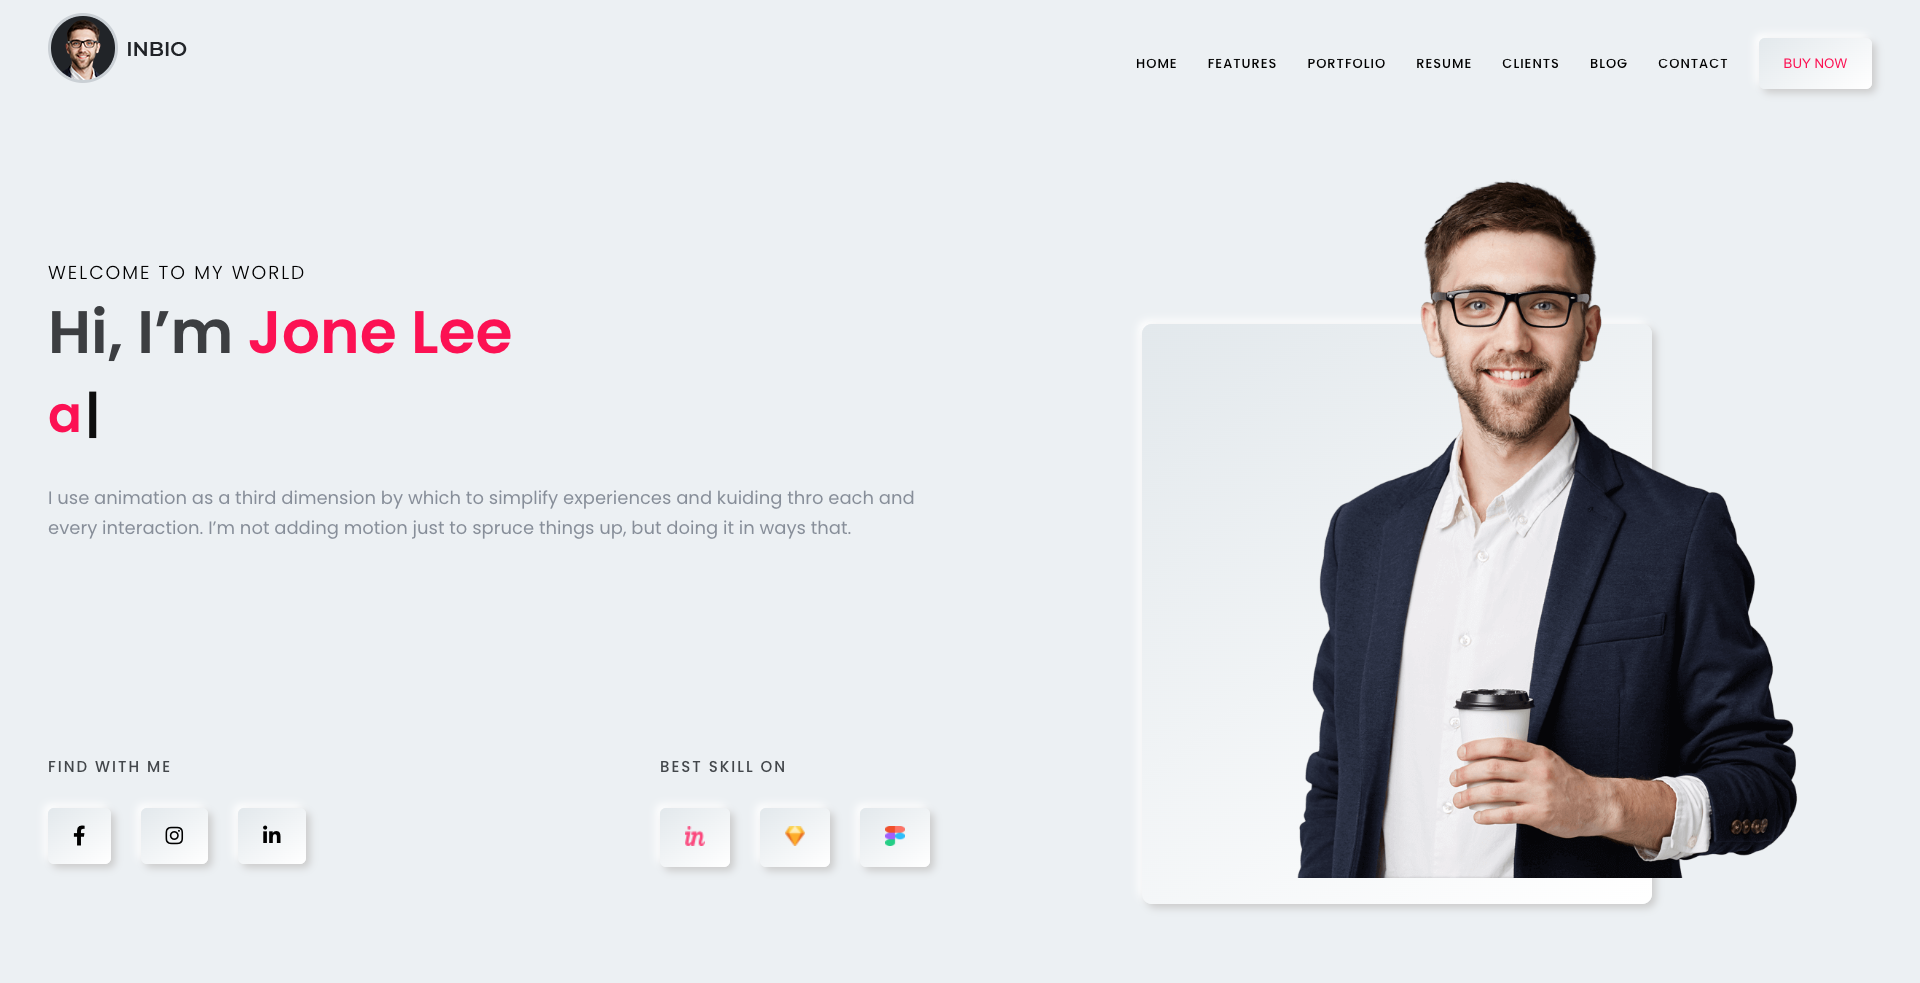 INBIO
HOME FEATURES PORTFOLIO RESUME CLIENTS BLOG CONTACT BUY NOW
WELCOME TO MY WORLD
Hi, I’m Jone Lee
a|
I use animation as a third dimension by which to simplify experiences and kuiding thro each and
every interaction. I’m not adding motion just to spruce things up, but doing it in ways that.
FIND WITH ME
BEST SKILL ON
in
in